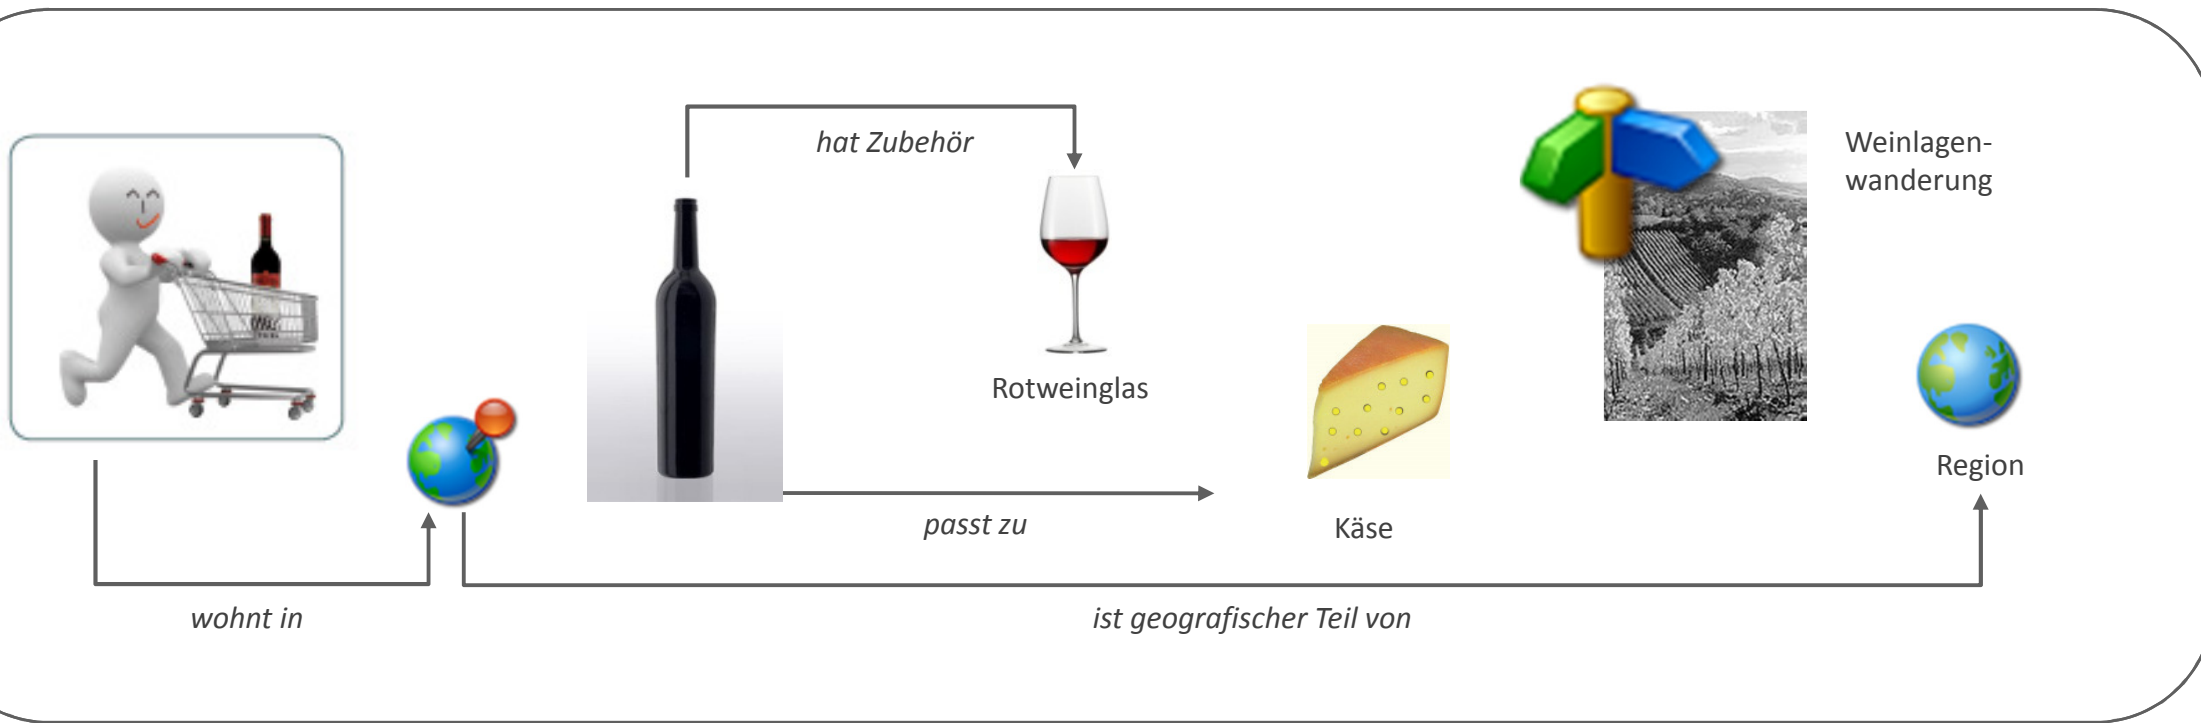 hat Zubehör
Weinlagen-
wanderung
Rotweinglas
Region
passt zu
Käse
wohnt in
ist geografischer Teil von